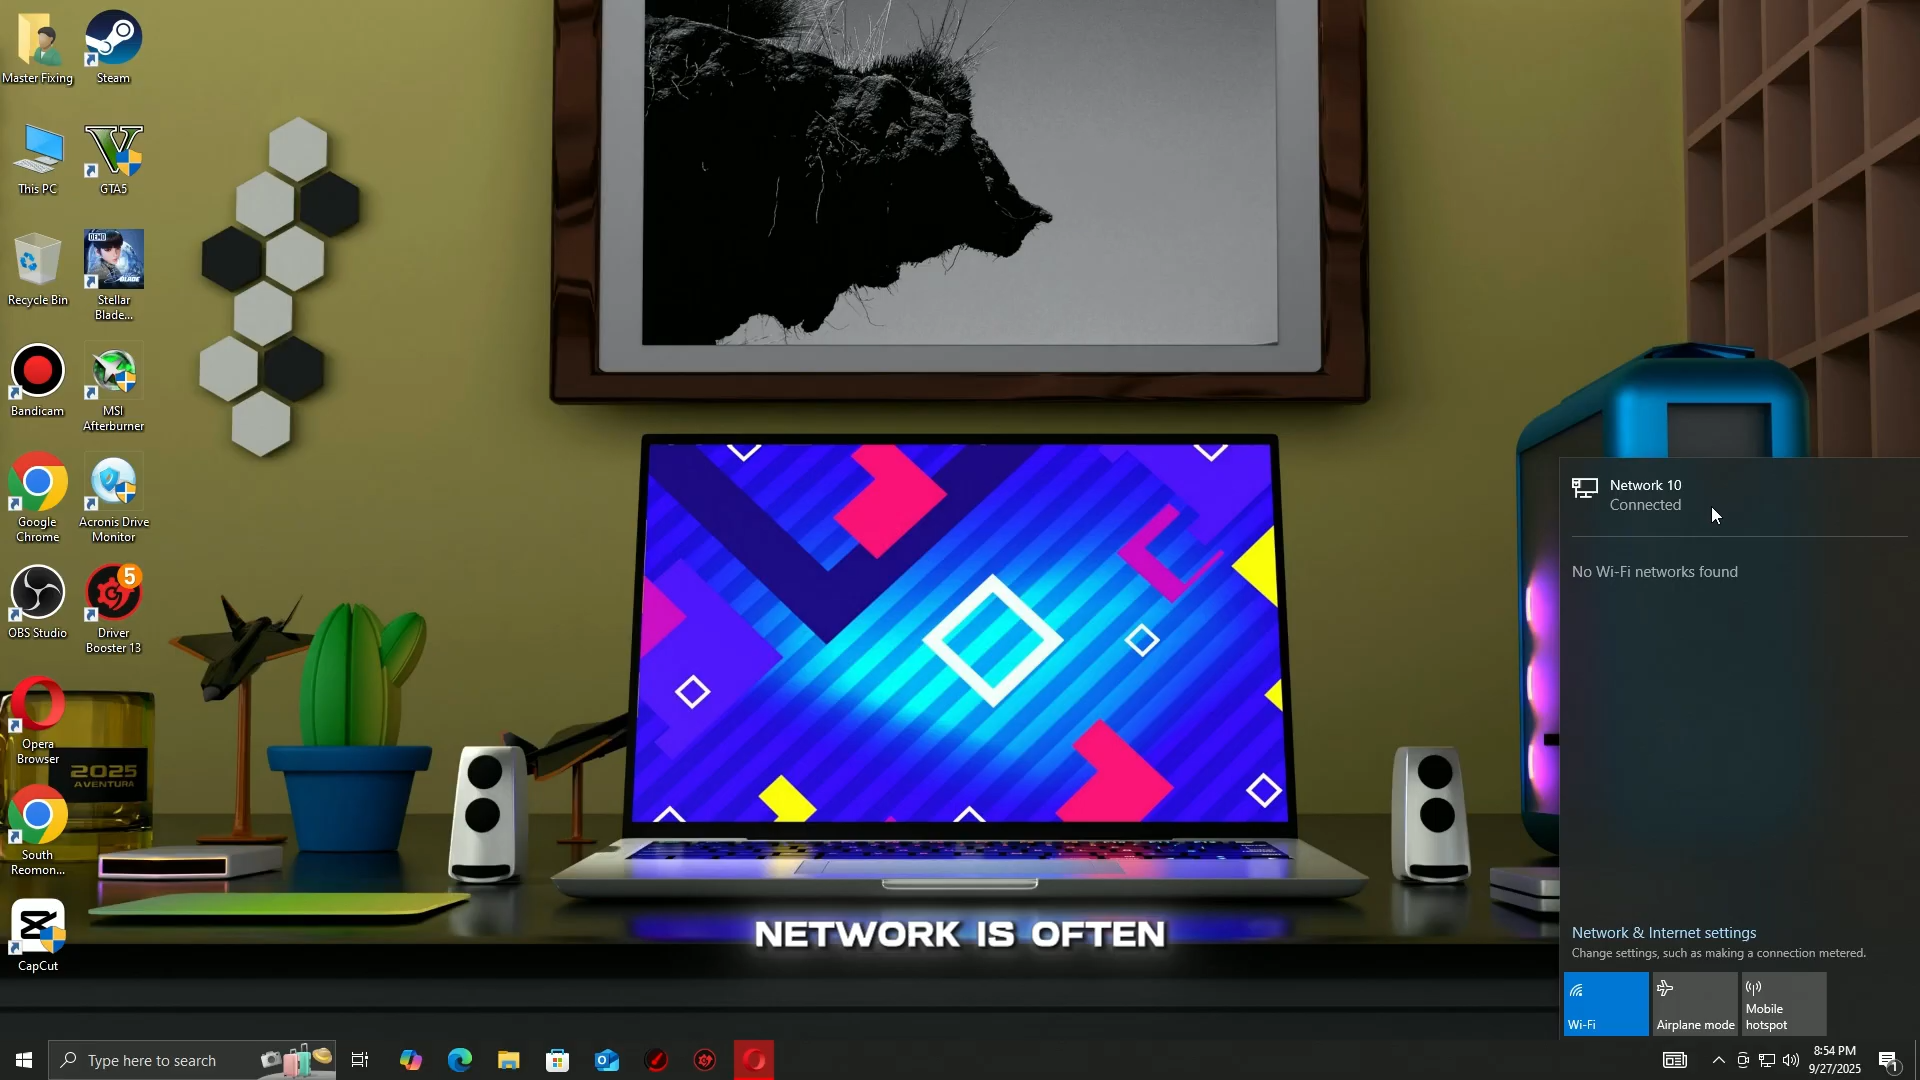 Master Fixing
Steam
This PC
GTA5
Recycle Bin
DEMO
Stellar
Blade...
Bandicam
MSI
Afterburner
Google
Chrome
Acronis Drive
Monitor
OBS Studio
5
Driver
Booster 13
Opera
Browser
2025
AVENTURA
South
Reomon...
CapCut
NETWORK IS OFTEN
Network 10
Connected
No Wi-Fi networks found
Network & Internet settings
Change settings, such as making a connection metered.
Wi-Fi
Airplane mode
Mobile
hotspot
Type here to search
8:54 PM
9/27/2025
1